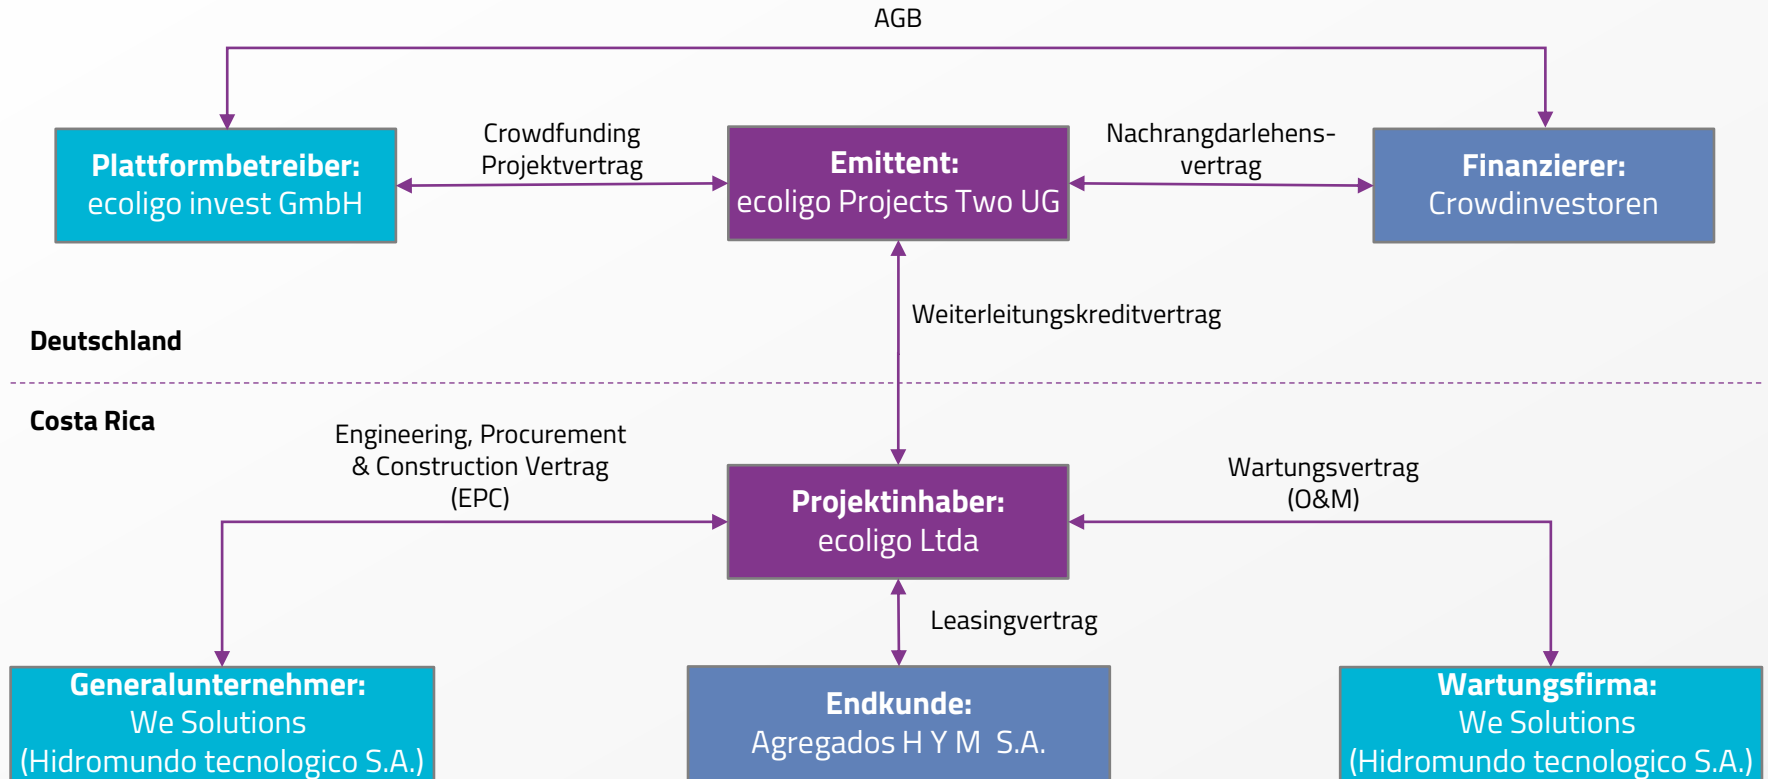 AGB
Plattformbetreiber:
ecoligo invest GmbH
Crowdfunding
Projektvertrag
Emittent:
ecoligo Projects Two UG
Nachrangdarlehens-
vertrag
Finanzierer:
Crowdinvestoren
Weiterleitungskreditvertrag
Deutschland
Costa Rica
Engineering, Procurement
& Construction Vertrag
(EPC)
Projektinhaber:
ecoligo Ltda
Wartungsvertrag
(O&M)
Leasingvertrag
Generalunternehmer:
We Solutions
(Hidromundo tecnologico S.A.)
Endkunde:
Agregados H Y M S.A.
Wartungsfirma:
We Solutions
(Hidromundo tecnologico S.A.)